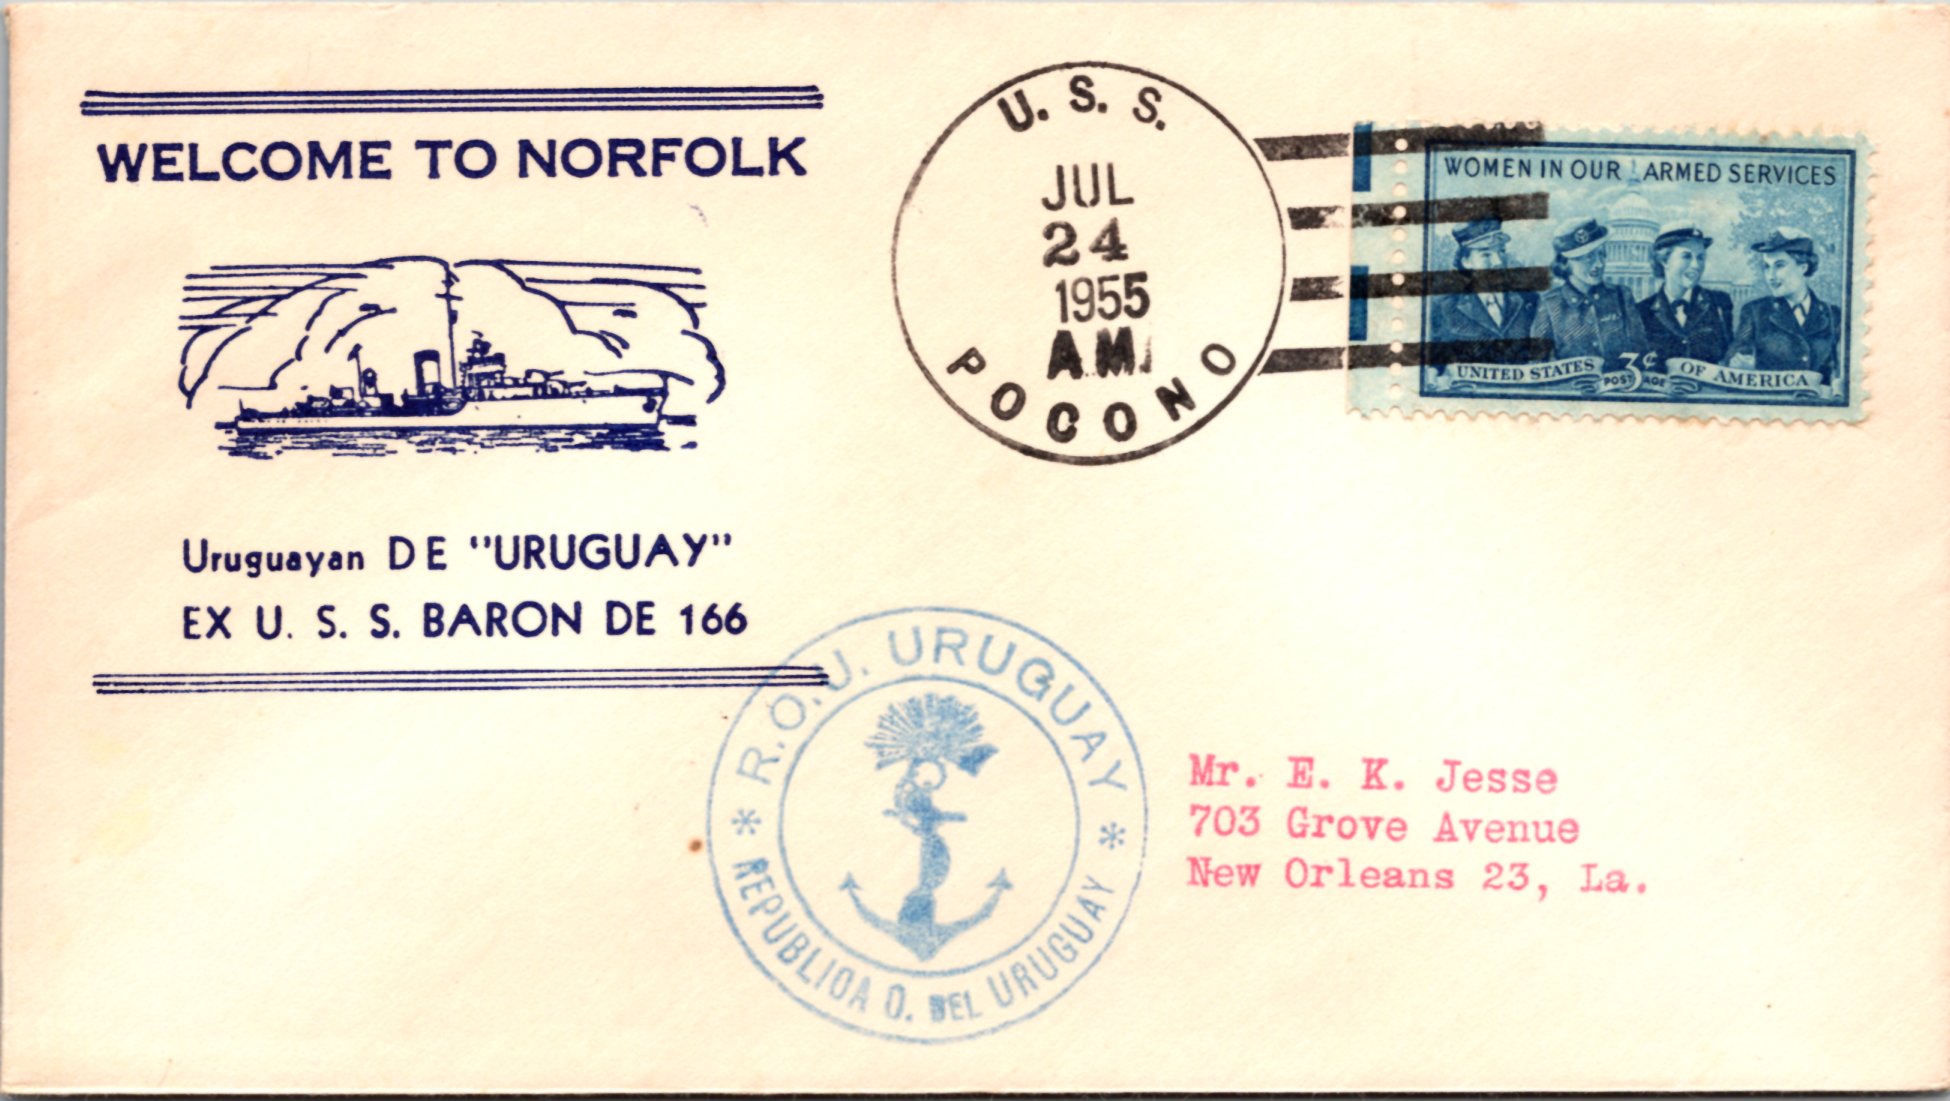 WELCOME TO NORFOLK
Uruguayan DE "URUGUAY"
EX U. S. S. BARON DE 166
U. S. S.
JUL
24
1955
AM
POCONO
WOMEN IN OUR ARMED SERVICES
UNITED STATES 3¢ OF AMERICA
POSTAGE
* R.O.U. URUGUAY *
REPUBLICA O. DEL URUGUAY
Mr. E. K. Jesse
703 Grove Avenue
New Orleans 23, La.